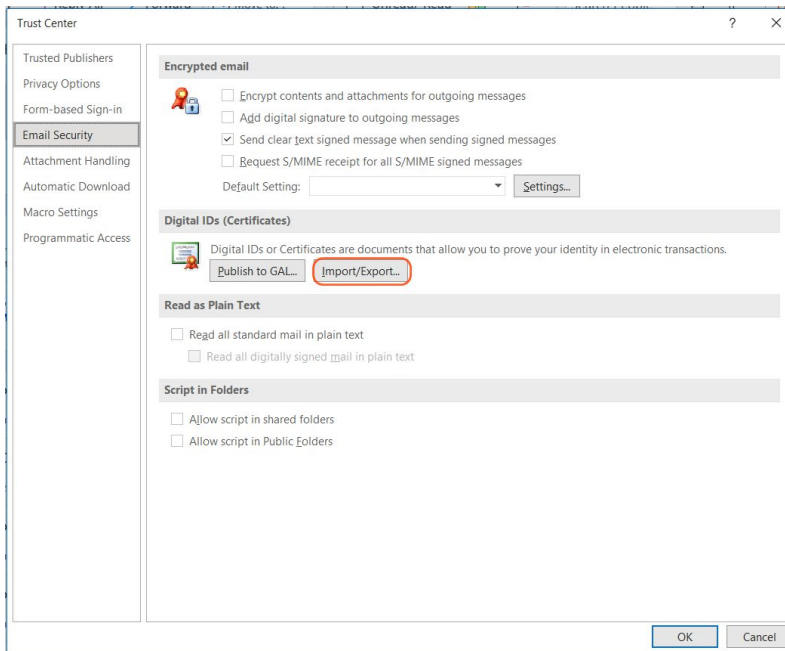 Trust Center
?
Trusted Publishers
Privacy Options
Form-based Sign-in
Email Security
Attachment Handling
Automatic Download
Macro Settings
Programmatic Access
Encrypted email
Encrypt contents and attachments for outgoing messages
Add digital signature to outgoing messages
Send clear text signed message when sending signed messages
Request S/MIME receipt for all S/MIME signed messages
Default Setting:
Settings...
Digital IDs (Certificates)
Digital IDs or Certificates are documents that allow you to prove your identity in electronic transactions.
Publish to GAL... Import/Export...
Read as Plain Text
Read all standard mail in plain text
Read all digitally signed mail in plain text
Script in Folders
Allow script in shared folders
Allow script in Public Folders
OK Cancel